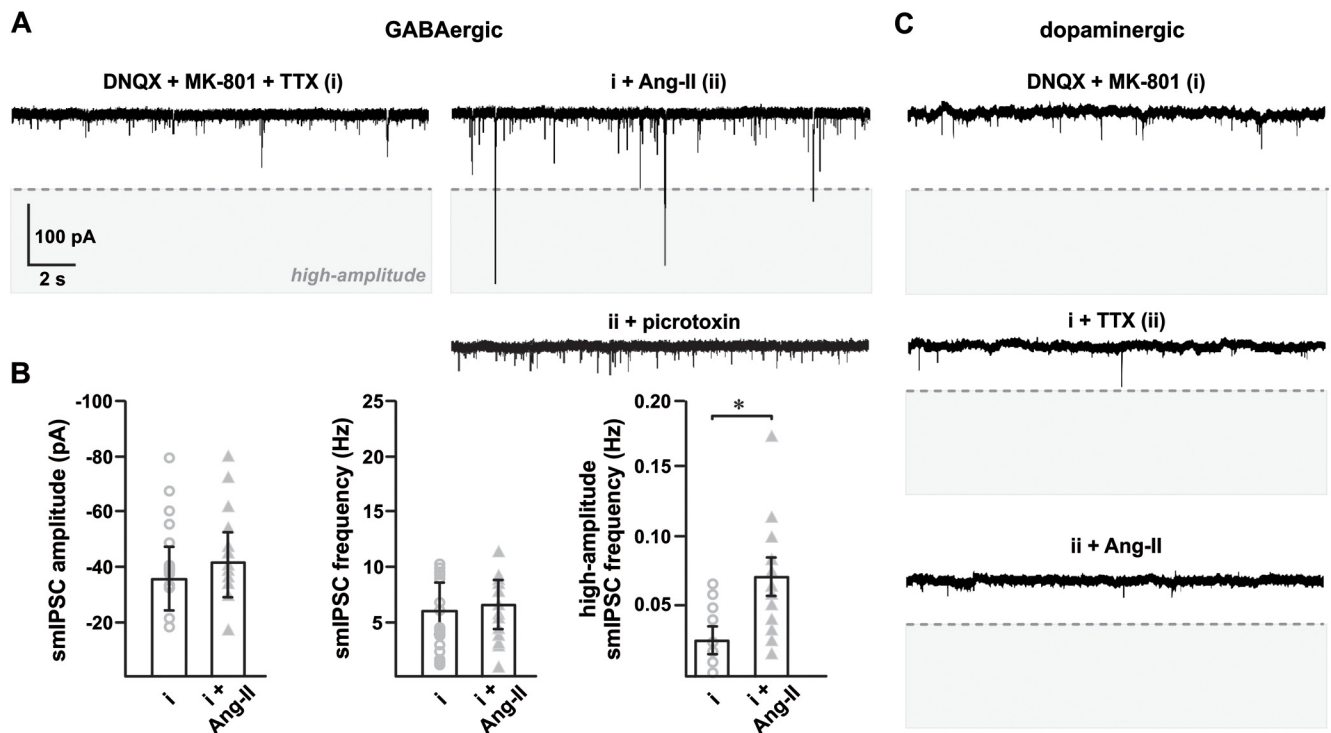 A
GABAergic
DNQX + MK-801 + TTX (i)
i + Ang-II (ii)
100 pA
2 s
high-amplitude
ii + picrotoxin
B
smIPSC amplitude (pA)
-100
-80
-60
-40
-20
i
i +
Ang-II
smIPSC frequency (Hz)
25
20
15
10
5
i
i +
Ang-II
high-amplitude
smIPSC frequency (Hz)
0.20
0.15
0.10
0.05
*
i
i +
Ang-II
C
dopaminergic
DNQX + MK-801 (i)
i + TTX (ii)
ii + Ang-II